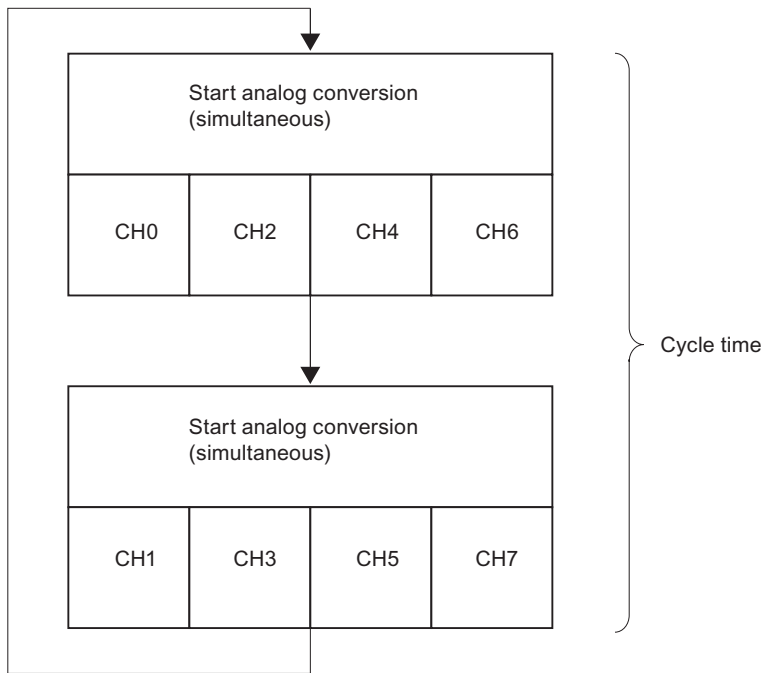 Start analog conversion
(simultaneous)
CH0 CH2 CH4 CH6
Cycle time
Start analog conversion
(simultaneous)
CH1 CH3 CH5 CH7